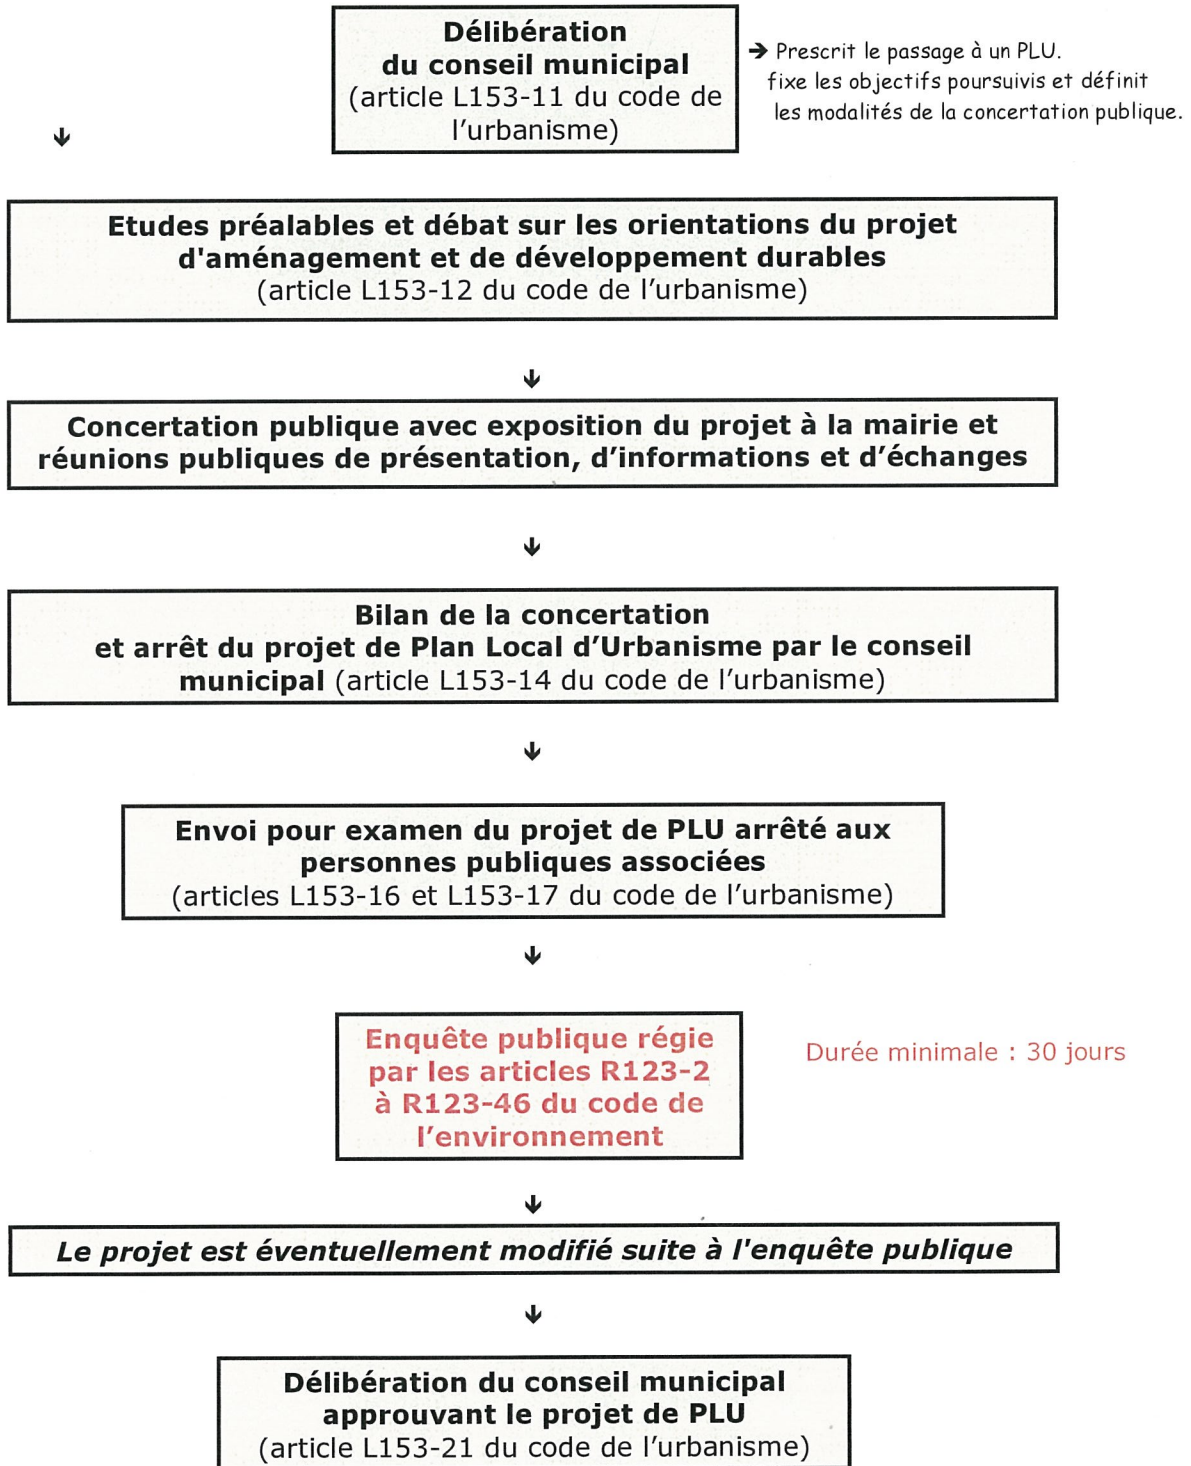 Délibération
du conseil municipal
(article L153-11 du code de
l'urbanisme)
➔ Prescrit le passage à un PLU.
fixe les objectifs poursuivis et définit
les modalités de la concertation publique.
Etudes préalables et débat sur les orientations du projet
d'aménagement et de développement durables
(article L153-12 du code de l'urbanisme)
Concertation publique avec exposition du projet à la mairie et
réunions publiques de présentation, d'informations et d'échanges
Bilan de la concertation
et arrêt du projet de Plan Local d'Urbanisme par le conseil
municipal (article L153-14 du code de l'urbanisme)
Envoi pour examen du projet de PLU arrêté aux
personnes publiques associées
(articles L153-16 et L153-17 du code de l'urbanisme)
Enquête publique régie
par les articles R123-2
à R123-46 du code de
l'environnement
Durée minimale : 30 jours
Le projet est éventuellement modifié suite à l'enquête publique
Délibération du conseil municipal
approuvant le projet de PLU
(article L153-21 du code de l'urbanisme)